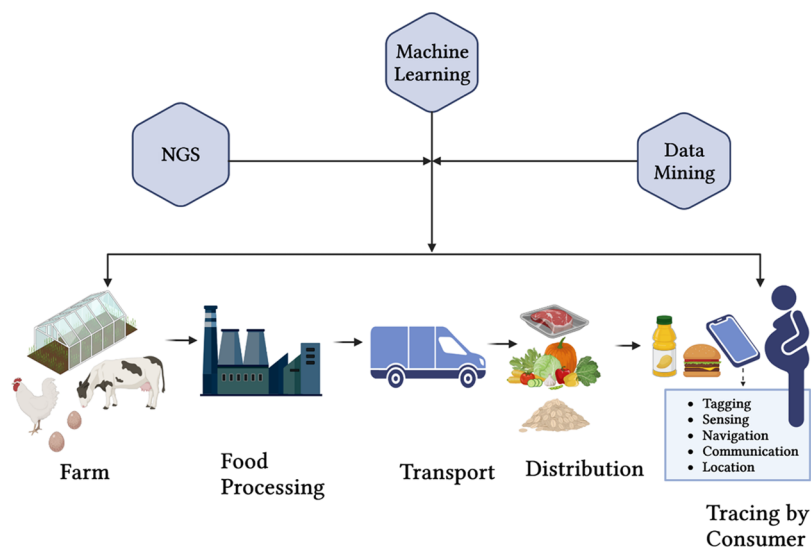 Machine
Learning
NGS
Data
Mining
Tagging
Sensing
Navigation
Communication
Location
Farm
Food
Processing
Transport
Distribution
Tracing by
Consumer